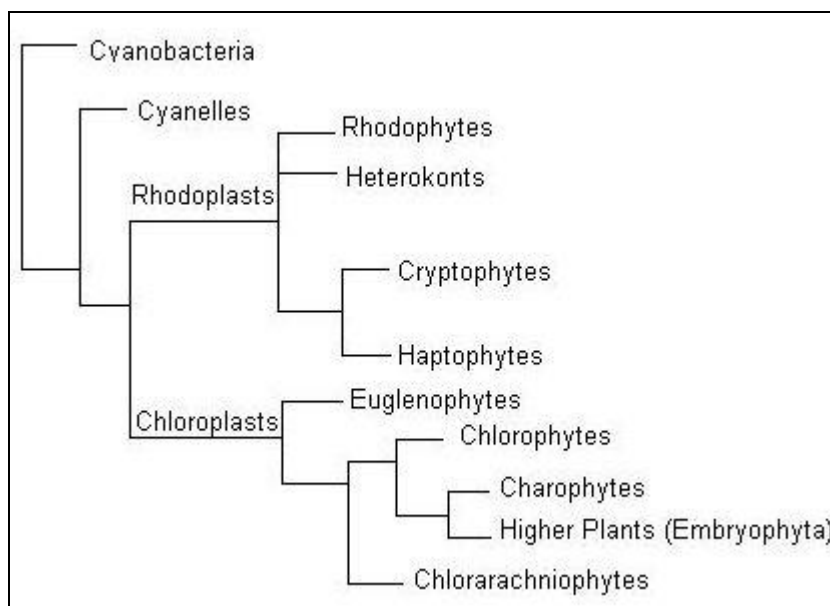 Cyanobacteria
Cyanelles
Rhodophytes
Heterokonts
Rhodoplasts
Cryptophytes
Haptophytes
Euglenophytes
Chloroplasts
Chlorophytes
Charophytes
Higher Plants (Embryophyta)
Chlorarachniophytes